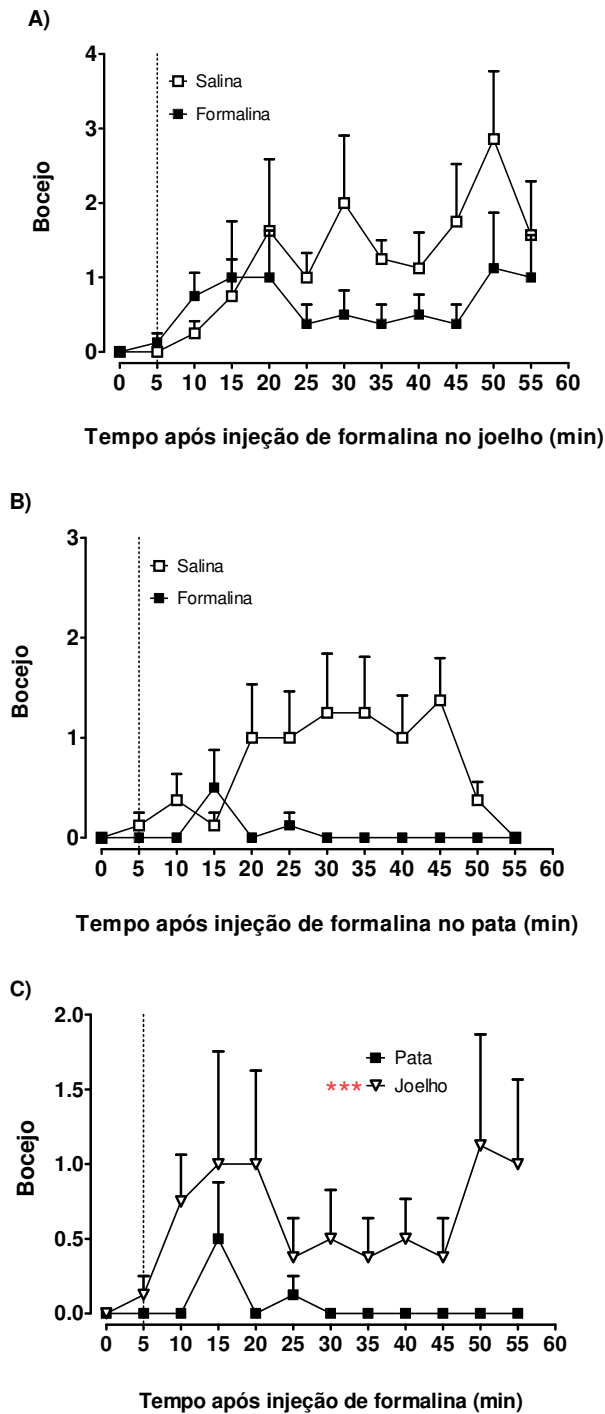 A)
4
3
2
1
0
Salina
Formalina
Bocejo
0 5 10 15 20 25 30 35 40 45 50 55 60
Tempo após injeção de formalina no joelho (min)
B)
3
2
1
0
Salina
Formalina
Bocejo
0 5 10 15 20 25 30 35 40 45 50 55 60
Tempo após injeção de formalina no pata (min)
C)
2.0
1.5
1.0
0.5
0.0
Pata
*** Joelho
Bocejo
0 5 10 15 20 25 30 35 40 45 50 55 60
Tempo após injeção de formalina (min)